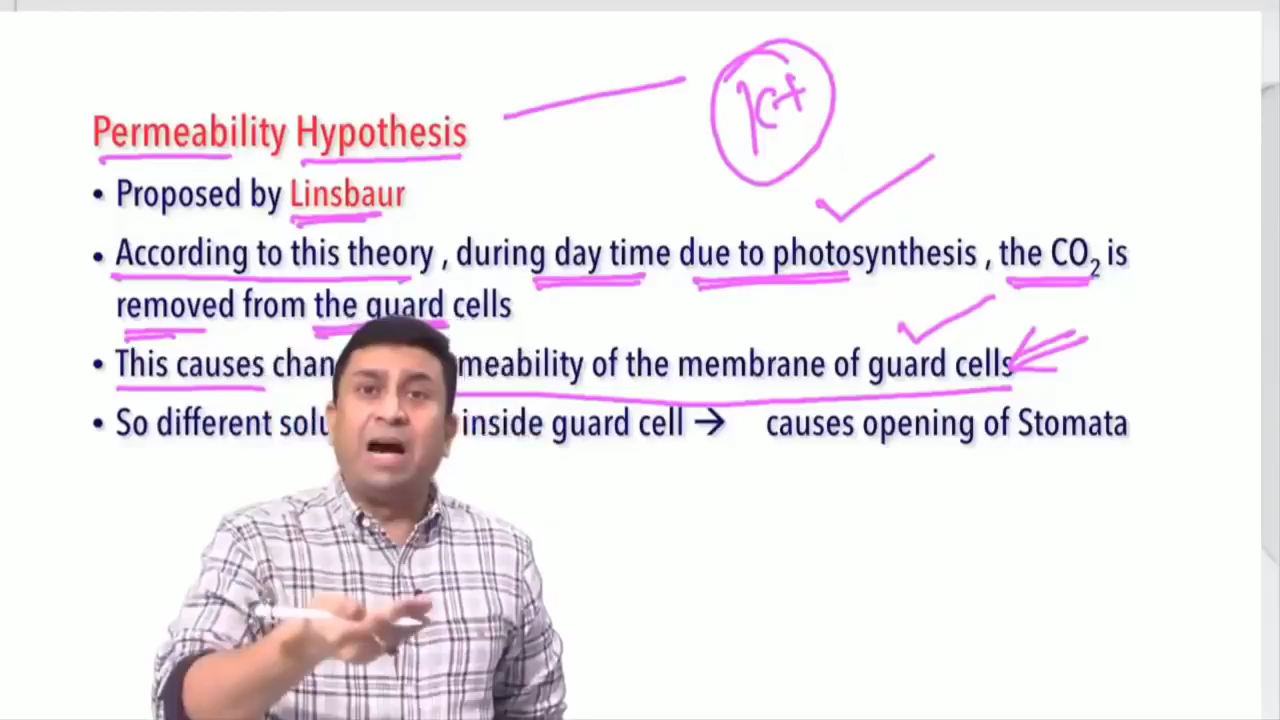 K+
Permeability Hypothesis
• Proposed by Linsbaur
• According to this theory , during day time due to photosynthesis , the CO₂ is
removed from the guard cells
• This causes meability of the membrane of guard cells
• So different inside guard cell → causes opening of Stomata